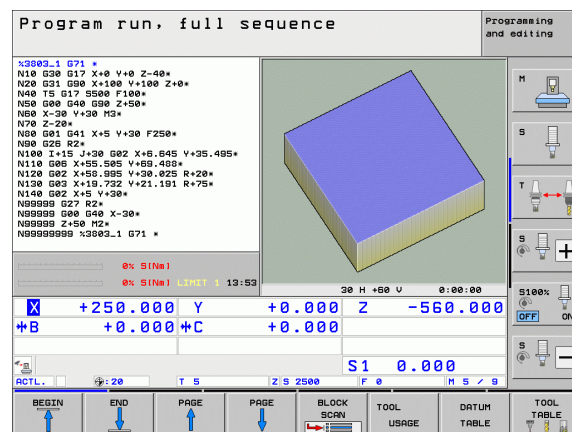 Program run, full sequence
Programming
and editing
%3803_1 G71 *
N10 G30 G17 X+0 Y+0 Z-40*
N20 G31 G90 X+100 Y+100 Z+0*
N40 T5 G17 S500 F100*
N50 G00 G40 G90 Z+50*
N60 X-30 Y+30 M3*
N70 Z-20*
N80 G01 G41 X+5 Y+30 F250*
N90 G26 R2*
N100 I+15 J+30 G02 X+6.645 Y+35.495*
N110 G06 X+55.505 Y+69.488*
N120 G02 X+58.995 Y+30.025 R+20*
N130 G03 X+19.732 Y+21.191 R+75*
N140 G02 X+5 Y+30*
N99999 G27 R2*
N99999 G00 G40 X-30*
N99999 Z+50 M2*
N99999999 %3803_1 G71 *
0% S[Nm]
0% S[Nm] LIMIT 1 13:53
30 H +60 V 0:00:00
X +250.000 Y +0.000 Z -560.000
B +0.000 C +0.000
S1 0.00
ACTL. : 20 T 5 Z S 2500 F 0 M 5 / 9
M
S
T
S
+
S100%
OFF ON
S
-
BEGIN
END
PAGE
PAGE
BLOCK
SCAN
TOOL
USAGE
DATUM
TABLE
TOOL
TABLE